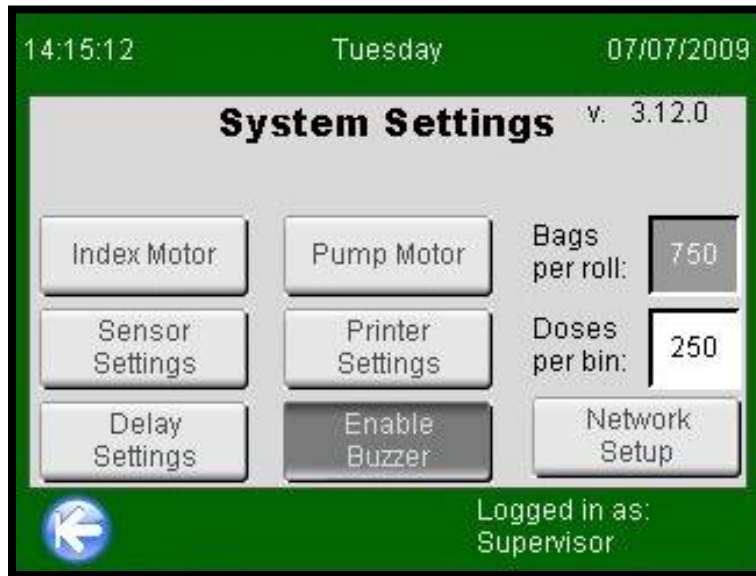 14:15:12 Tuesday 07/07/2009
System Settings v. 3.12.0
Index Motor
Pump Motor
Bags
per roll:
750
Sensor
Settings
Printer
Settings
Doses
per bin:
250
Delay
Settings
Enable
Buzzer
Network
Setup
Logged in as:
Supervisor